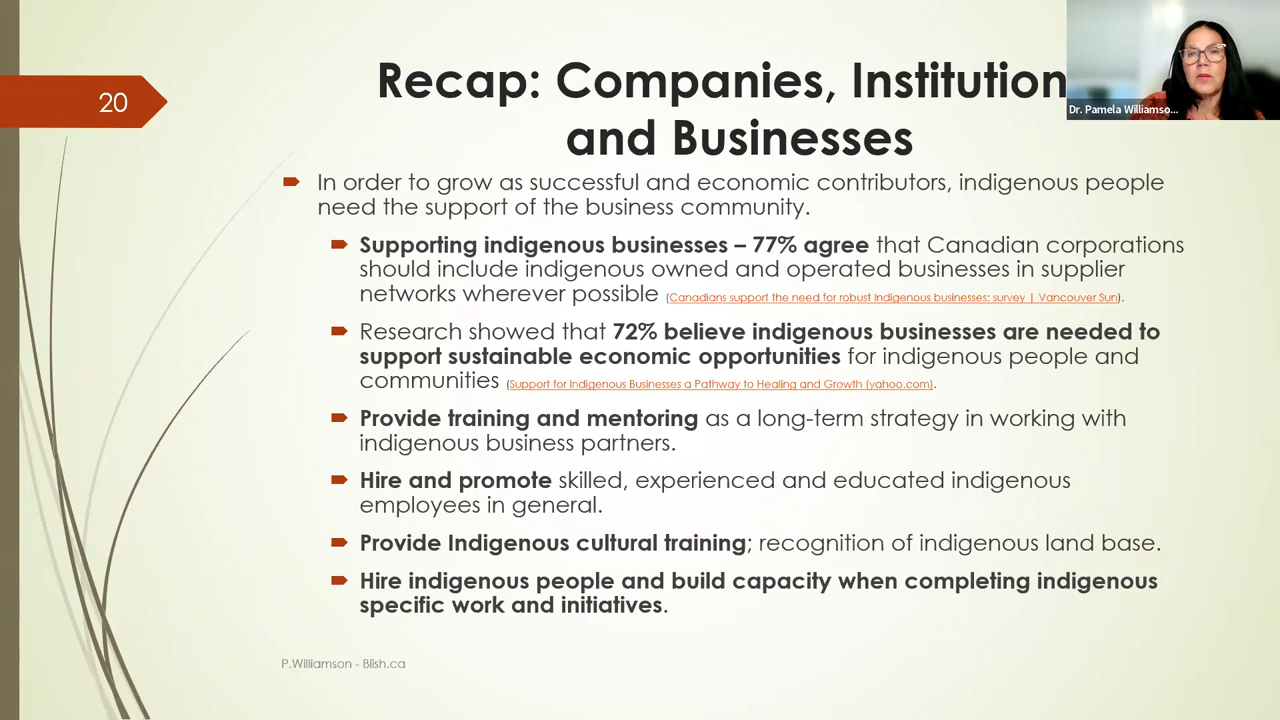 20
Recap: Companies, Institution
and Businesses
Dr. Pamela Williamso...
In order to grow as successful and economic contributors, indigenous people
need the support of the business community.
Supporting indigenous businesses – 77% agree that Canadian corporations
should include indigenous owned and operated businesses in supplier
networks wherever possible (Canadians support the need for robust Indigenous businesses: survey | Vancouver Sun).
Research showed that 72% believe indigenous businesses are needed to
support sustainable economic opportunities for indigenous people and
communities (Support for Indigenous Businesses a Pathway to Healing and Growth (yahoo.com).
Provide training and mentoring as a long-term strategy in working with
indigenous business partners.
Hire and promote skilled, experienced and educated indigenous
employees in general.
Provide Indigenous cultural training; recognition of indigenous land base.
Hire indigenous people and build capacity when completing indigenous
specific work and initiatives.
P.Williamson - Biish.ca